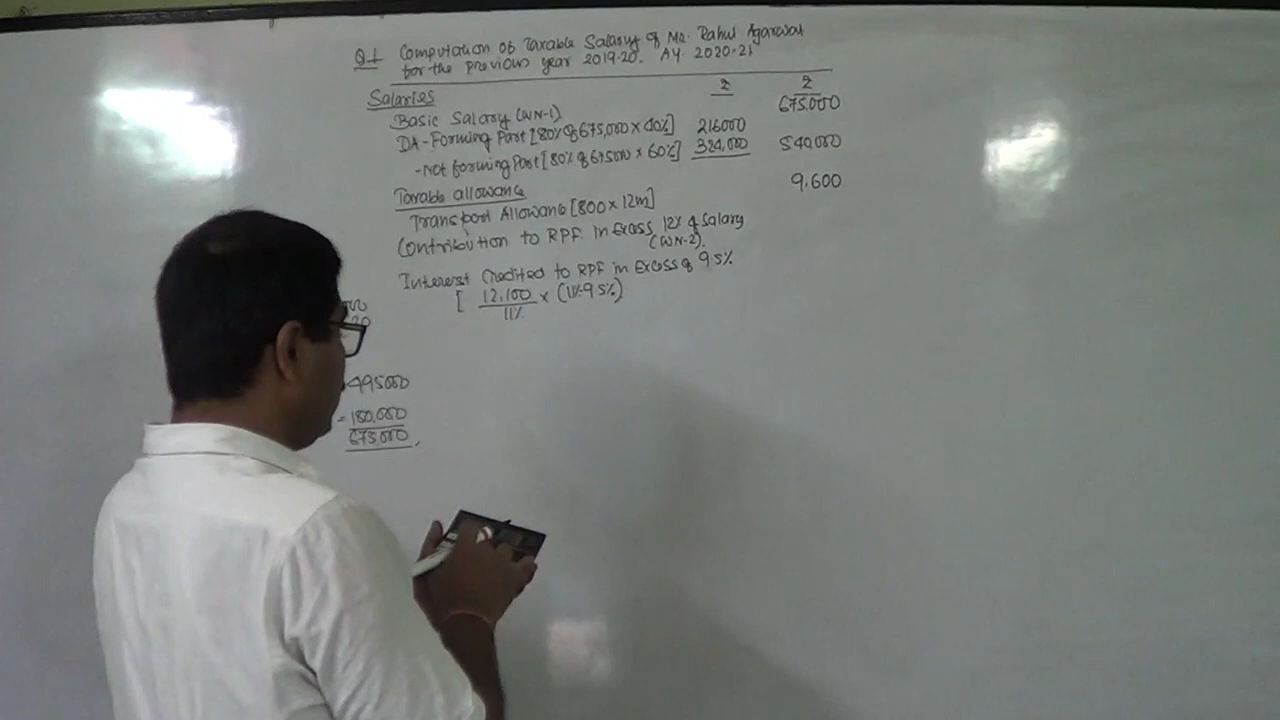 Q1 Computation of Taxable Salary of Mr. Rahul Agarwal
for the previous year 2019-20. AY. 2020-21
₹ ₹
Salaries
Basic Salary (WN-1) 675,000
DA-Forming Part [80% of 675,000 × 40%] 216000
-Not forming Part [80% of 675000 × 60%] 324,000 540,000
Taxable allowance
Transport Allowance [800 × 12m] 9,600
Contribution to RPF in Excess 12% of Salary
(WN-2).
Interest Credited to RPF in Excess of 9.5%
[ 12,100 × (11%-9.5%)
11%
495000
= 180,000
675,000